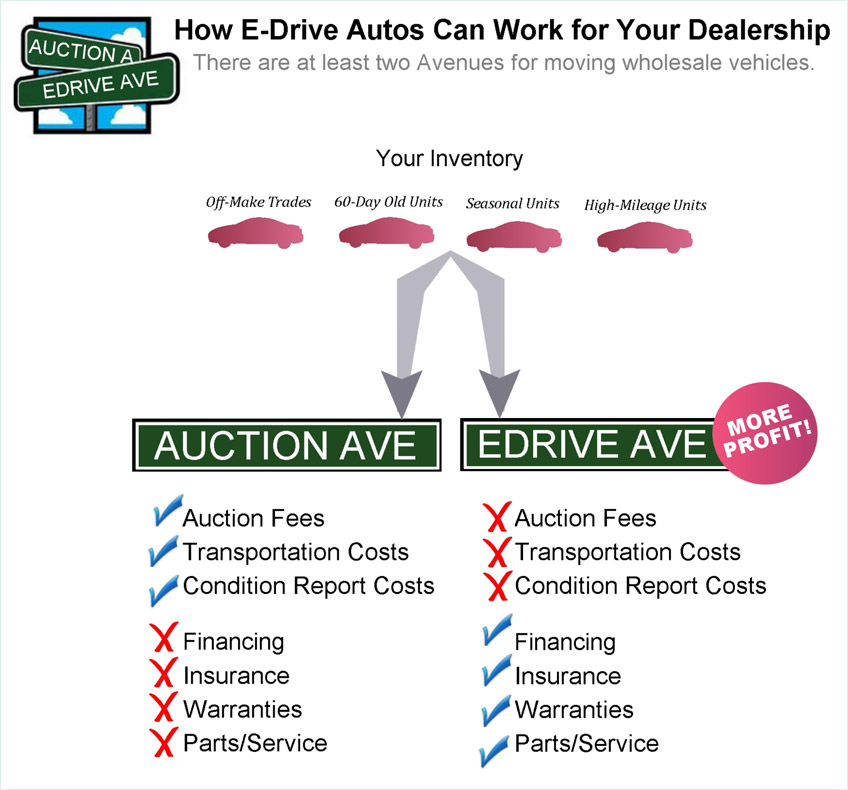 AUCTION A
EDRIVE AVE
How E-Drive Autos Can Work for Your Dealership
There are at least two Avenues for moving wholesale vehicles.
Your Inventory
Off-Make Trades
60-Day Old Units
Seasonal Units
High-Mileage Units
AUCTION AVE
Auction Fees
Transportation Costs
Condition Report Costs
Financing
Insurance
Warranties
Parts/Service
EDRIVE AVE
MORE
PROFIT!
Auction Fees
Transportation Costs
Condition Report Costs
Financing
Insurance
Warranties
Parts/Service